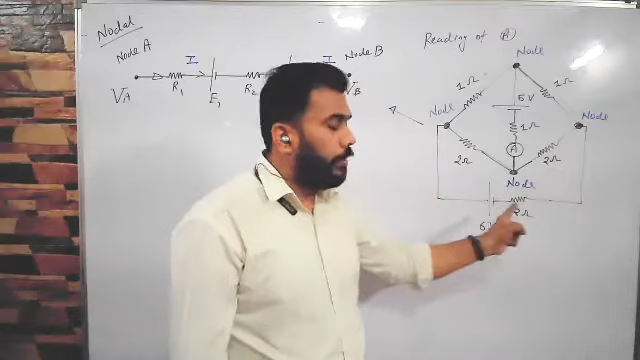 Nodal
Node A
I
I
Node B
R1
E1
R2
VA
VB
Reading of A
Node
1Ω
1Ω
5V
Node
Node
1Ω
A
2Ω
2Ω
Node
2Ω